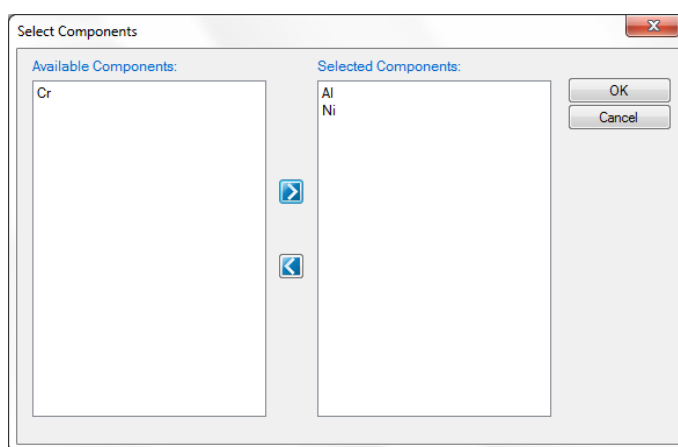 Select Components
Available Components:
Selected Components:
Cr
Al
Ni
OK
Cancel